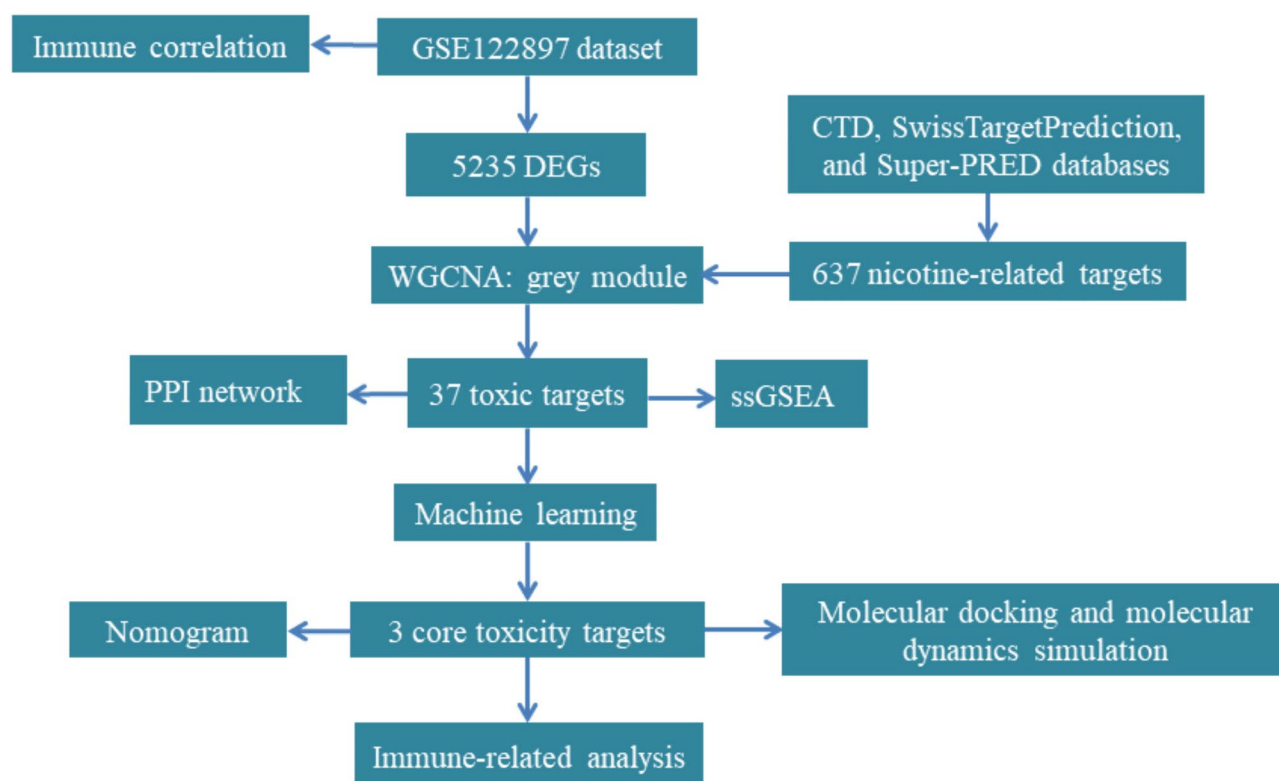 Immune correlation
GSE122897 dataset
CTD, SwissTargetPrediction,
and Super-PRED databases
5235 DEGs
WGCNA: grey module
637 nicotine-related targets
PPI network
37 toxic targets
ssGSEA
Machine learning
Nomogram
3 core toxicity targets
Molecular docking and molecular
dynamics simulation
Immune-related analysis